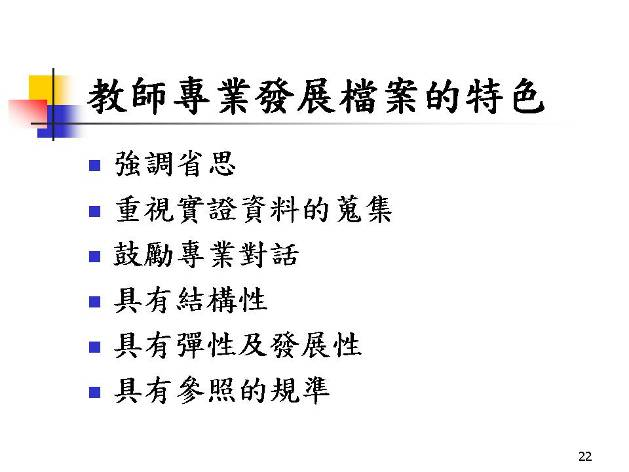 教師專業發展檔案的特色
強調省思
重視實證資料的蒐集
鼓勵專業對話
具有結構性
具有彈性及發展性
具有參照的規準
22